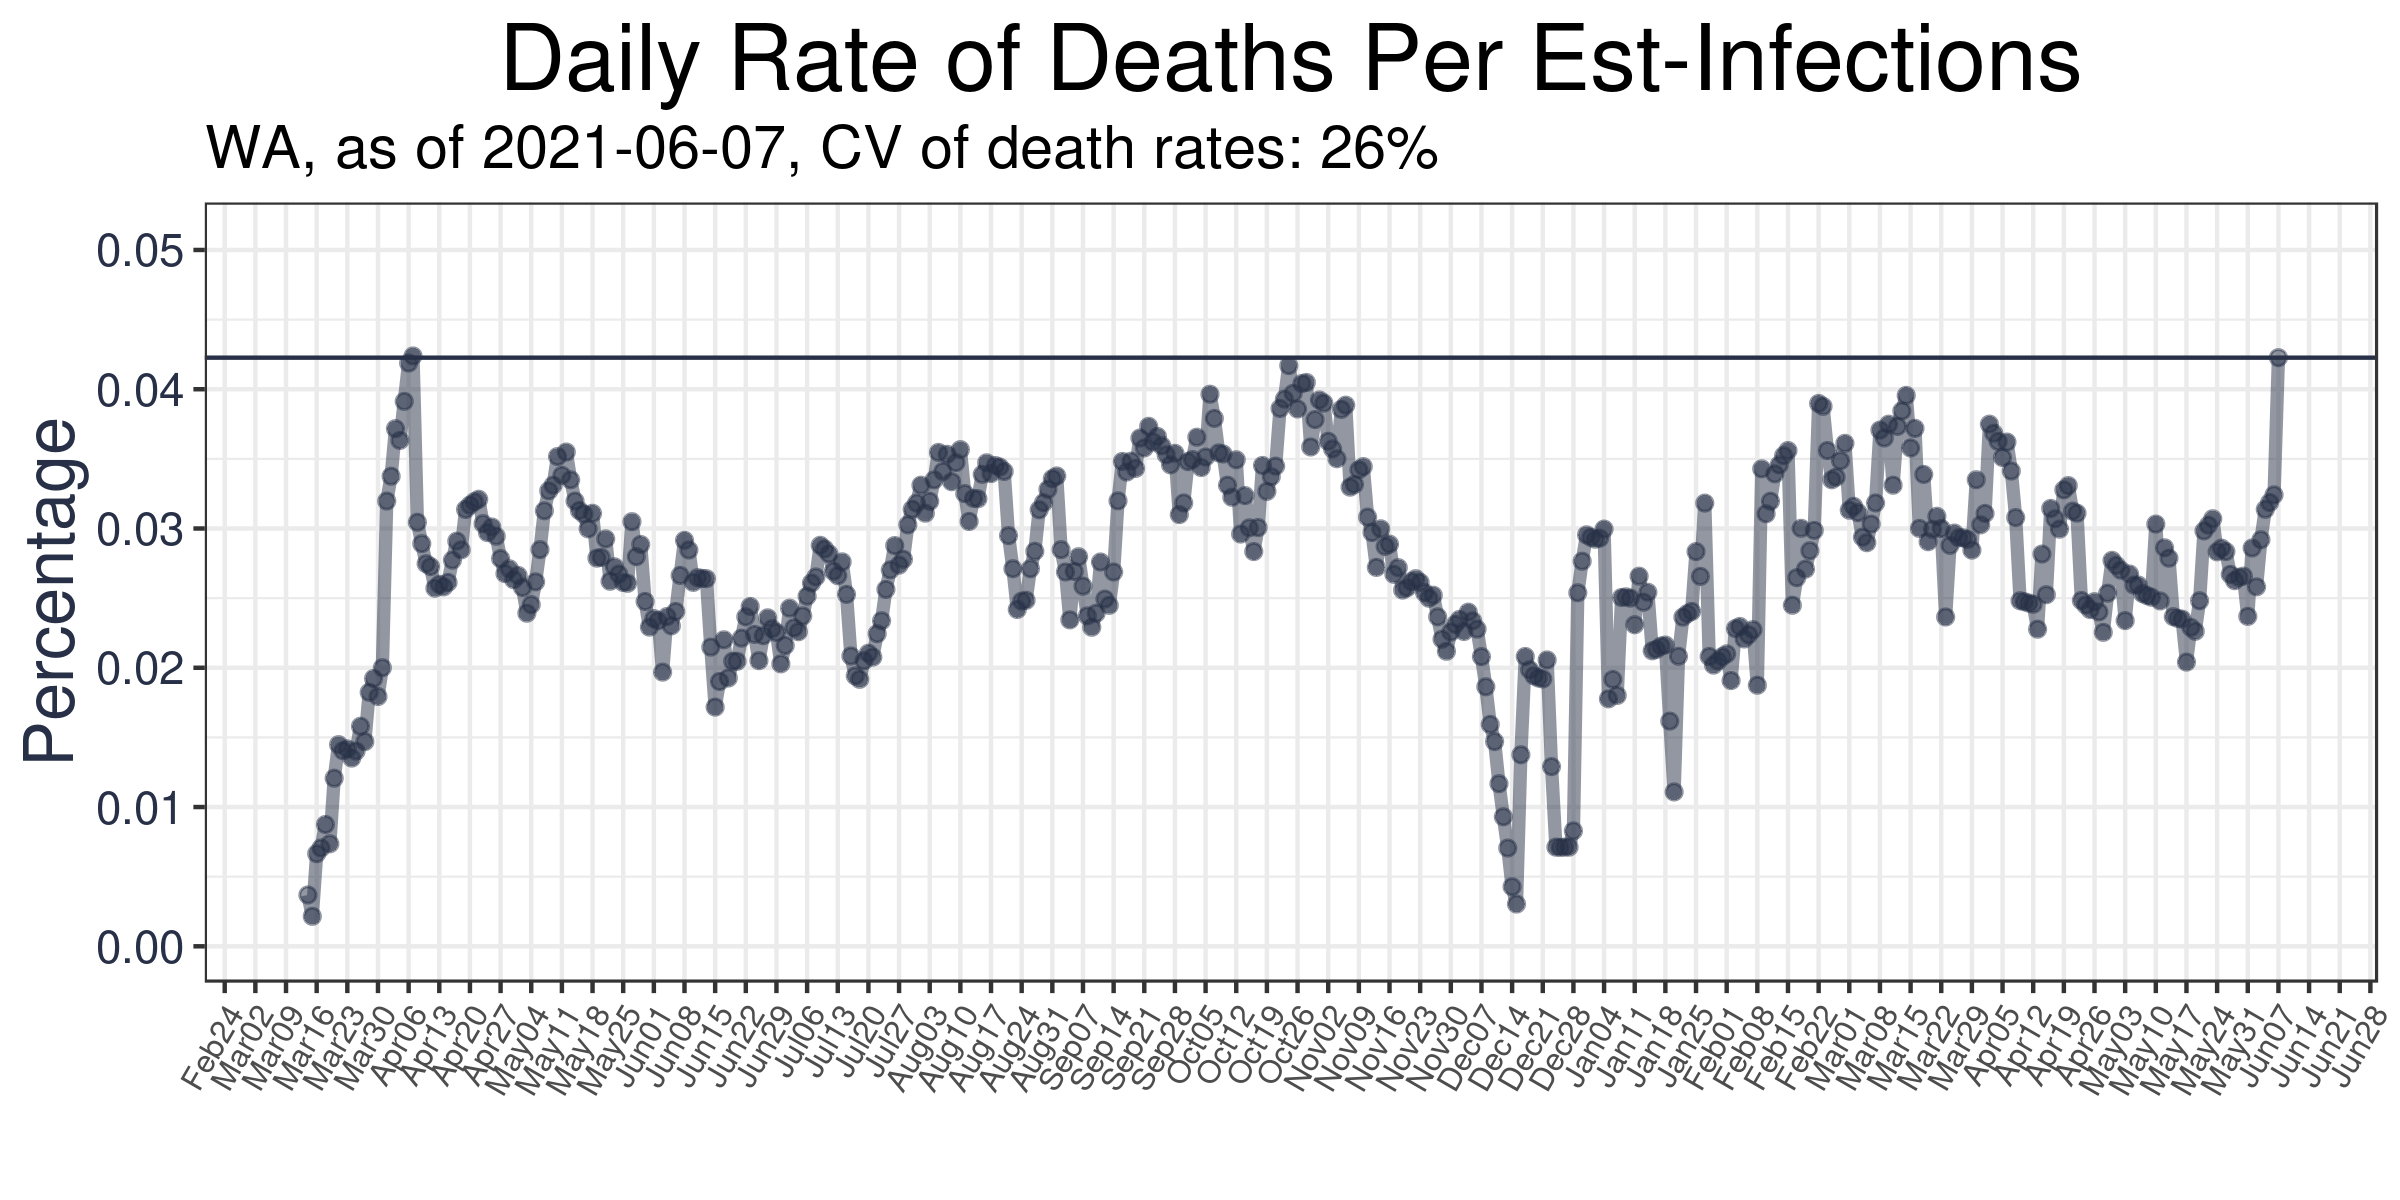 Daily Rate of Deaths Per Est-Infections
WA, as of 2021-06-07, CV of death rates: 26%
Percentage
0.05
0.04
0.03
0.02
0.01
0.00
Feb24
Mar02
Mar09
Mar16
Mar23
Mar30
Apr06
Apr13
Apr20
Apr27
May04
May11
May18
May25
Jun01
Jun08
Jun15
Jun22
Jun29
Jul06
Jul13
Jul20
Jul27
Aug03
Aug10
Aug17
Aug24
Aug31
Sep07
Sep14
Sep21
Sep28
Oct05
Oct12
Oct19
Oct26
Nov02
Nov09
Nov16
Nov23
Nov30
Dec07
Dec14
Dec21
Dec28
Jan04
Jan11
Jan18
Jan25
Feb01
Feb08
Feb15
Feb22
Mar01
Mar08
Mar15
Mar22
Mar29
Apr05
Apr12
Apr19
Apr26
May03
May10
May17
May24
May31
Jun07
Jun14
Jun21
Jun28